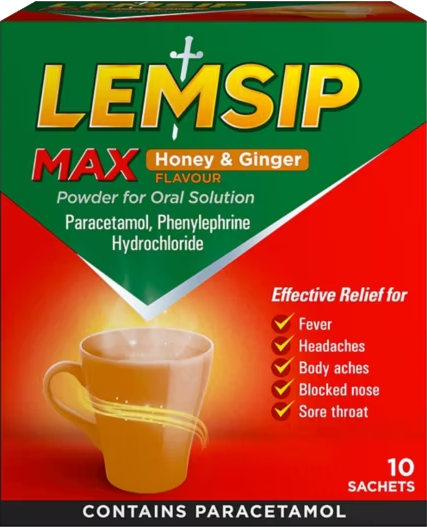 LEMSIP
MAX Honey & Ginger
FLAVOUR
Powder for Oral Solution
Paracetamol, Phenylephrine
Hydrochloride
Effective Relief for
Fever
Headaches
Body aches
Blocked nose
Sore throat
10
SACHETS
CONTAINS PARACETAMOL